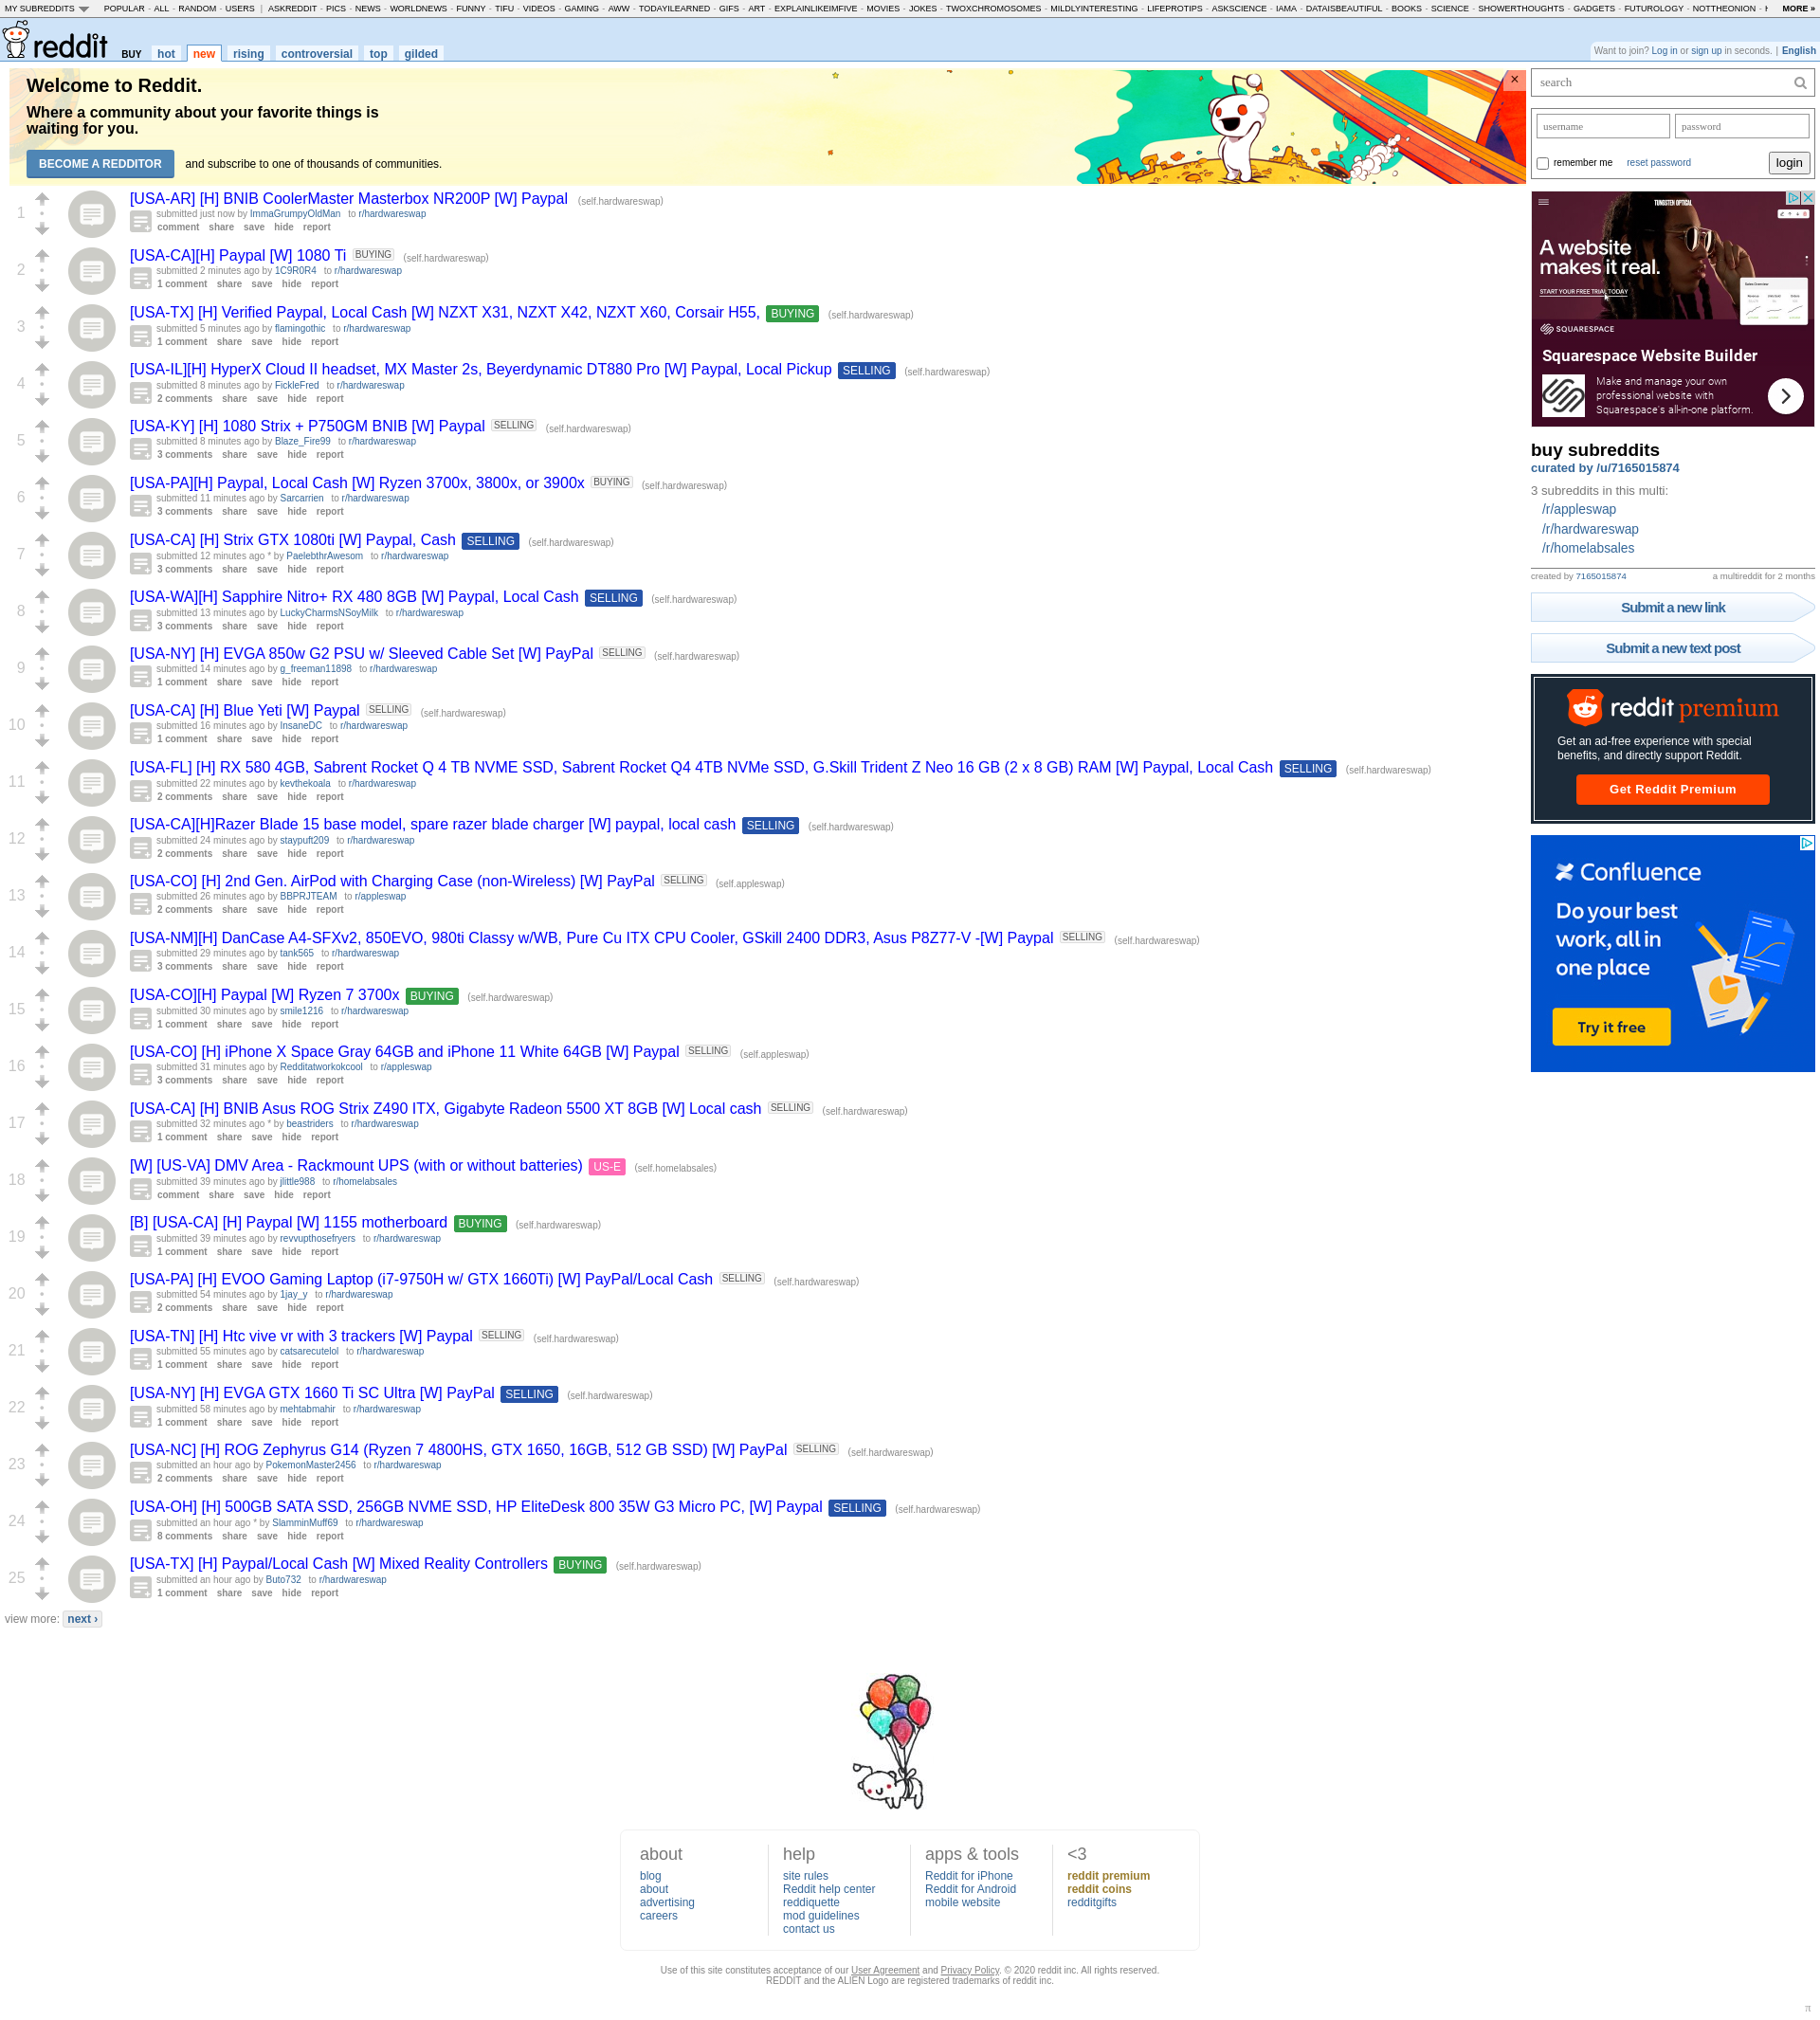 MY SUBREDDITS POPULAR - ALL - RANDOM - USERS | ASKREDDIT - PICS - NEWS - WORLDNEWS - FUNNY - TIFU - VIDEOS - GAMING - AWW - TODAYILEARNED - GIFS - ART - EXPLAINLIKEIMFIVE - MOVIES - JOKES - TWOXCHROMOSOMES - MILDLYINTERESTING - LIFEPROTIPS - ASKSCIENCE - IAMA - DATAISBEAUTIFUL - BOOKS - SCIENCE - SHOWERTHOUGHTS - GADGETS - FUTUROLOGY - NOTTHEONION - MORE »
reddit BUY hot new rising controversial top gilded
Want to join? Log in or sign up in seconds. | English
Welcome to Reddit.
Where a community about your favorite things is
waiting for you.
BECOME A REDDITOR and subscribe to one of thousands of communities.
×
1
[USA-AR] [H] BNIB CoolerMaster Masterbox NR200P [W] Paypal (self.hardwareswap)
submitted just now by ImmaGrumpyOldMan to r/hardwareswap
comment share save hide report
2
[USA-CA][H] Paypal [W] 1080 Ti BUYING (self.hardwareswap)
submitted 2 minutes ago by 1C9R0R4 to r/hardwareswap
1 comment share save hide report
3
[USA-TX] [H] Verified Paypal, Local Cash [W] NZXT X31, NZXT X42, NZXT X60, Corsair H55, BUYING (self.hardwareswap)
submitted 5 minutes ago by flamingothic to r/hardwareswap
1 comment share save hide report
4
[USA-IL][H] HyperX Cloud II headset, MX Master 2s, Beyerdynamic DT880 Pro [W] Paypal, Local Pickup SELLING (self.hardwareswap)
submitted 8 minutes ago by FickleFred to r/hardwareswap
2 comments share save hide report
5
[USA-KY] [H] 1080 Strix + P750GM BNIB [W] Paypal SELLING (self.hardwareswap)
submitted 8 minutes ago by Blaze_Fire99 to r/hardwareswap
3 comments share save hide report
6
[USA-PA][H] Paypal, Local Cash [W] Ryzen 3700x, 3800x, or 3900x BUYING (self.hardwareswap)
submitted 11 minutes ago by Sarcarrien to r/hardwareswap
3 comments share save hide report
7
[USA-CA] [H] Strix GTX 1080ti [W] Paypal, Cash SELLING (self.hardwareswap)
submitted 12 minutes ago * by PaelebthrAwesom to r/hardwareswap
3 comments share save hide report
8
[USA-WA][H] Sapphire Nitro+ RX 480 8GB [W] Paypal, Local Cash SELLING (self.hardwareswap)
submitted 13 minutes ago by LuckyCharmsNSoyMilk to r/hardwareswap
3 comments share save hide report
9
[USA-NY] [H] EVGA 850w G2 PSU w/ Sleeved Cable Set [W] PayPal SELLING (self.hardwareswap)
submitted 14 minutes ago by g_freeman11898 to r/hardwareswap
1 comment share save hide report
10
[USA-CA] [H] Blue Yeti [W] Paypal SELLING (self.hardwareswap)
submitted 16 minutes ago by InsaneDC to r/hardwareswap
1 comment share save hide report
11
[USA-FL] [H] RX 580 4GB, Sabrent Rocket Q 4 TB NVME SSD, Sabrent Rocket Q4 4TB NVMe SSD, G.Skill Trident Z Neo 16 GB (2 x 8 GB) RAM [W] Paypal, Local Cash SELLING (self.hardwareswap)
submitted 22 minutes ago by kevthekoala to r/hardwareswap
2 comments share save hide report
12
[USA-CA][H]Razer Blade 15 base model, spare razer blade charger [W] paypal, local cash SELLING (self.hardwareswap)
submitted 24 minutes ago by staypuft209 to r/hardwareswap
2 comments share save hide report
13
[USA-CO] [H] 2nd Gen. AirPod with Charging Case (non-Wireless) [W] PayPal SELLING (self.appleswap)
submitted 26 minutes ago by BBPRJTEAM to r/appleswap
2 comments share save hide report
14
[USA-NM][H] DanCase A4-SFXv2, 850EVO, 980ti Classy w/WB, Pure Cu ITX CPU Cooler, GSkill 2400 DDR3, Asus P8Z77-V -[W] Paypal SELLING (self.hardwareswap)
submitted 29 minutes ago by tank565 to r/hardwareswap
3 comments share save hide report
15
[USA-CO][H] Paypal [W] Ryzen 7 3700x BUYING (self.hardwareswap)
submitted 30 minutes ago by smile1216 to r/hardwareswap
1 comment share save hide report
16
[USA-CO] [H] iPhone X Space Gray 64GB and iPhone 11 White 64GB [W] Paypal SELLING (self.appleswap)
submitted 31 minutes ago by Redditatworkokcool to r/appleswap
3 comments share save hide report
17
[USA-CA] [H] BNIB Asus ROG Strix Z490 ITX, Gigabyte Radeon 5500 XT 8GB [W] Local cash SELLING (self.hardwareswap)
submitted 32 minutes ago * by beastriders to r/hardwareswap
1 comment share save hide report
18
[W] [US-VA] DMV Area - Rackmount UPS (with or without batteries) US-E (self.homelabsales)
submitted 39 minutes ago by jlittle988 to r/homelabsales
comment share save hide report
19
[B] [USA-CA] [H] Paypal [W] 1155 motherboard BUYING (self.hardwareswap)
submitted 39 minutes ago by revvupthosefryers to r/hardwareswap
1 comment share save hide report
20
[USA-PA] [H] EVOO Gaming Laptop (i7-9750H w/ GTX 1660Ti) [W] PayPal/Local Cash SELLING (self.hardwareswap)
submitted 54 minutes ago by 1jay_y to r/hardwareswap
2 comments share save hide report
21
[USA-TN] [H] Htc vive vr with 3 trackers [W] Paypal SELLING (self.hardwareswap)
submitted 55 minutes ago by catsarecutelol to r/hardwareswap
1 comment share save hide report
22
[USA-NY] [H] EVGA GTX 1660 Ti SC Ultra [W] PayPal SELLING (self.hardwareswap)
submitted 58 minutes ago by mehtabmahir to r/hardwareswap
1 comment share save hide report
23
[USA-NC] [H] ROG Zephyrus G14 (Ryzen 7 4800HS, GTX 1650, 16GB, 512 GB SSD) [W] PayPal SELLING (self.hardwareswap)
submitted an hour ago by PokemonMaster2456 to r/hardwareswap
2 comments share save hide report
24
[USA-OH] [H] 500GB SATA SSD, 256GB NVME SSD, HP EliteDesk 800 35W G3 Micro PC, [W] Paypal SELLING (self.hardwareswap)
submitted an hour ago * by SlamminMuff69 to r/hardwareswap
8 comments share save hide report
25
[USA-TX] [H] Paypal/Local Cash [W] Mixed Reality Controllers BUYING (self.hardwareswap)
submitted an hour ago by Buto732 to r/hardwareswap
1 comment share save hide report
view more: next ›
search
username password
remember me reset password login
TUNGSTEN OPTICAL
A website
makes it real.
START YOUR FREE TRIAL TODAY
SQUARESPACE
Squarespace Website Builder
Make and manage your own
professional website with
Squarespace's all-in-one platform.
buy subreddits
curated by /u/7165015874
3 subreddits in this multi:
/r/appleswap
/r/hardwareswap
/r/homelabsales
created by 7165015874 a multireddit for 2 months
Submit a new link
Submit a new text post
reddit premium
Get an ad-free experience with special
benefits, and directly support Reddit.
Get Reddit Premium
Confluence
Do your best
work, all in
one place
Try it free
about
blog
about
advertising
careers
help
site rules
Reddit help center
reddiquette
mod guidelines
contact us
apps & tools
Reddit for iPhone
Reddit for Android
mobile website
<3
reddit premium
reddit coins
redditgifts
Use of this site constitutes acceptance of our User Agreement and Privacy Policy. © 2020 reddit inc. All rights reserved.
REDDIT and the ALIEN Logo are registered trademarks of reddit inc.
π